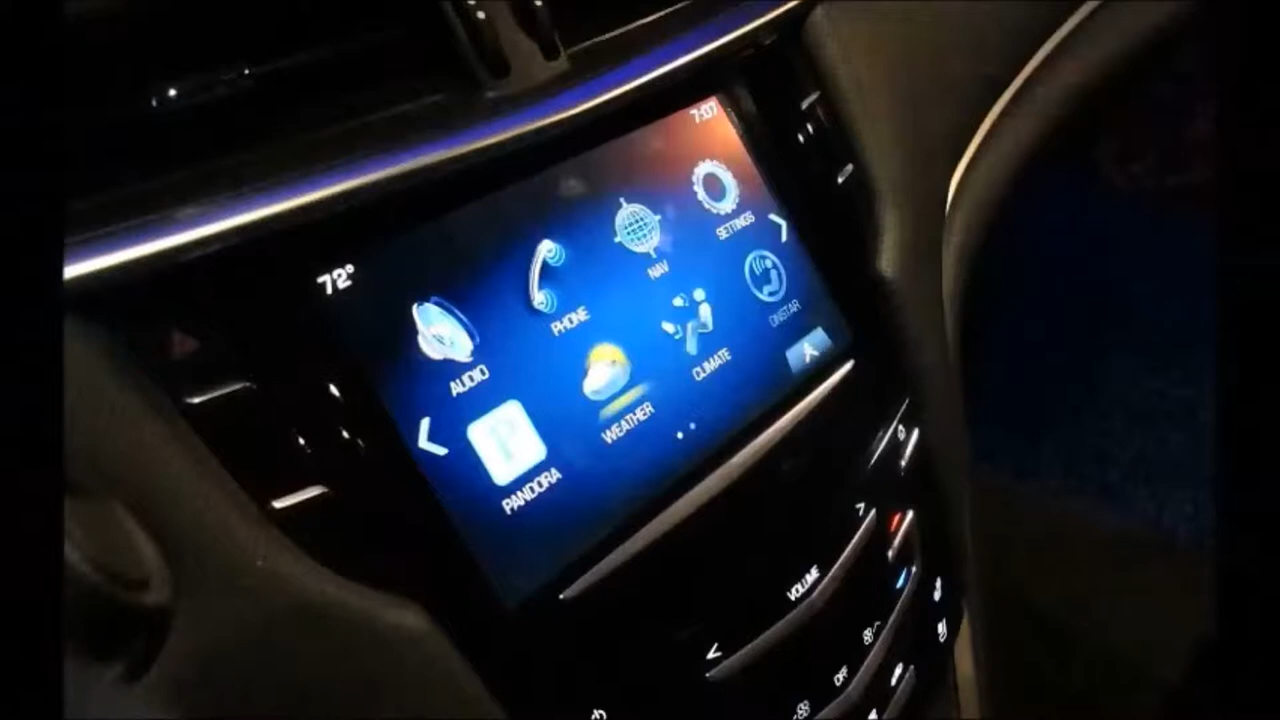 7:07
72°
AUDIO
PHONE
NAV
SETTINGS
PANDORA
WEATHER
CLIMATE
ONSTAR
VOLUME
OFF